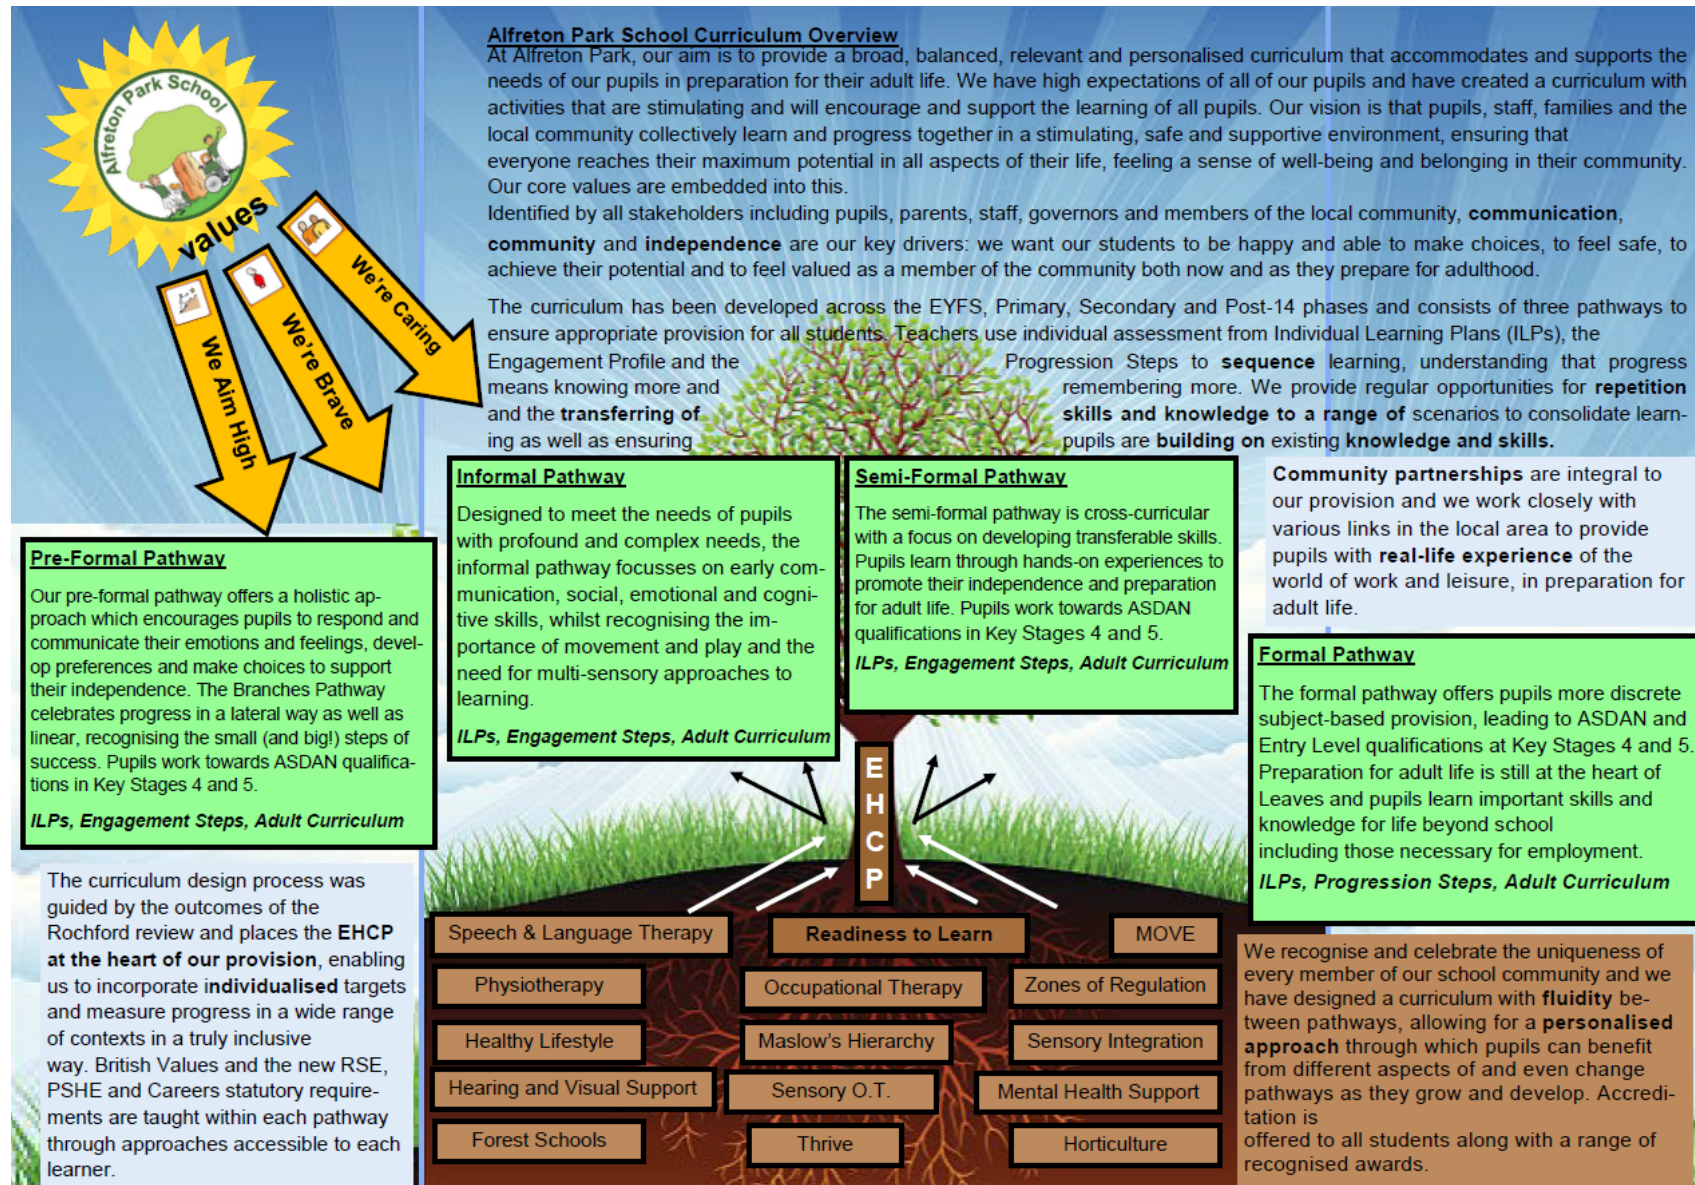 Alfreton Park School
values
We're Caring
We're Brave
We Aim High
Alfreton Park School Curriculum Overview
At Alfreton Park, our aim is to provide a broad, balanced, relevant and personalised curriculum that accommodates and supports the
needs of our pupils in preparation for their adult life. We have high expectations of all of our pupils and have created a curriculum with
activities that are stimulating and will encourage and support the learning of all pupils. Our vision is that pupils, staff, families and the
local community collectively learn and progress together in a stimulating, safe and supportive environment, ensuring that
everyone reaches their maximum potential in all aspects of their life, feeling a sense of well-being and belonging in their community.
Our core values are embedded into this.
Identified by all stakeholders including pupils, parents, staff, governors and members of the local community, communication,
community and independence are our key drivers: we want our students to be happy and able to make choices, to feel safe, to
achieve their potential and to feel valued as a member of the community both now and as they prepare for adulthood.
The curriculum has been developed across the EYFS, Primary, Secondary and Post-14 phases and consists of three pathways to
ensure appropriate provision for all students. Teachers use individual assessment from Individual Learning Plans (ILPs), the
Engagement Profile and the Progression Steps to sequence learning, understanding that progress
means knowing more and remembering more. We provide regular opportunities for repetition
and the transferring of skills and knowledge to a range of scenarios to consolidate learn-
ing as well as ensuring pupils are building on existing knowledge and skills.
Pre-Formal Pathway
Our pre-formal pathway offers a holistic ap-
proach which encourages pupils to respond and
communicate their emotions and feelings, devel-
op preferences and make choices to support
their independence. The Branches Pathway
celebrates progress in a lateral way as well as
linear, recognising the small (and big!) steps of
success. Pupils work towards ASDAN qualifica-
tions in Key Stages 4 and 5.
ILPs, Engagement Steps, Adult Curriculum
Informal Pathway
Designed to meet the needs of pupils
with profound and complex needs, the
informal pathway focusses on early com-
munication, social, emotional and cogni-
tive skills, whilst recognising the im-
portance of movement and play and the
need for multi-sensory approaches to
learning.
ILPs, Engagement Steps, Adult Curriculum
Semi-Formal Pathway
The semi-formal pathway is cross-curricular
with a focus on developing transferable skills.
Pupils learn through hands-on experiences to
promote their independence and preparation
for adult life. Pupils work towards ASDAN
qualifications in Key Stages 4 and 5.
ILPs, Engagement Steps, Adult Curriculum
Community partnerships are integral to
our provision and we work closely with
various links in the local area to provide
pupils with real-life experience of the
world of work and leisure, in preparation for
adult life.
Formal Pathway
The formal pathway offers pupils more discrete
subject-based provision, leading to ASDAN and
Entry Level qualifications at Key Stages 4 and 5.
Preparation for adult life is still at the heart of
Leaves and pupils learn important skills and
knowledge for life beyond school
including those necessary for employment.
ILPs, Progression Steps, Adult Curriculum
The curriculum design process was
guided by the outcomes of the
Rochford review and places the EHCP
at the heart of our provision, enabling
us to incorporate individualised targets
and measure progress in a wide range
of contexts in a truly inclusive
way. British Values and the new RSE,
PSHE and Careers statutory require-
ments are taught within each pathway
through approaches accessible to each
learner.
E
H
C
P
Speech & Language Therapy
Readiness to Learn
MOVE
Physiotherapy
Occupational Therapy
Zones of Regulation
Healthy Lifestyle
Maslow's Hierarchy
Sensory Integration
Hearing and Visual Support
Sensory O.T.
Mental Health Support
Forest Schools
Thrive
Horticulture
We recognise and celebrate the uniqueness of
every member of our school community and we
have designed a curriculum with fluidity be-
tween pathways, allowing for a personalised
approach through which pupils can benefit
from different aspects of and even change
pathways as they grow and develop. Accredi-
tation is
offered to all students along with a range of
recognised awards.